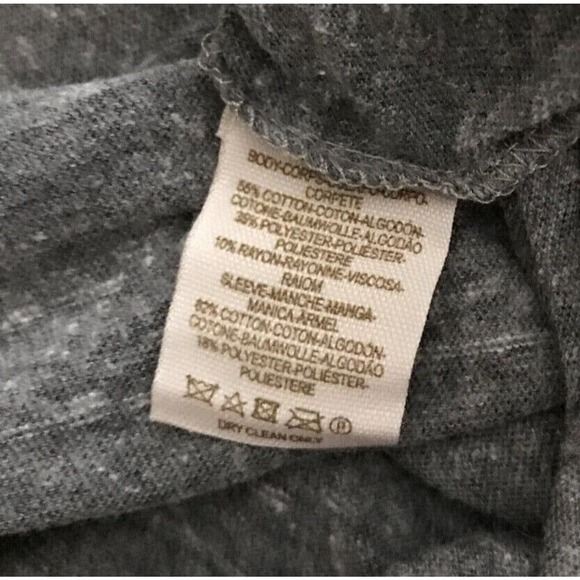 BODY-CORPS-
CORPETE
55% COTTON-COTON-ALGODÓN-
COTONE-BAUMWOLLE-ALGODÃO
35% POLYESTER-POLIÉSTER-
POLIESTERE
10% RAYON-RAYONNE-VISCOSA-
RAIOM
SLEEVE-MANCHE-MANGA-
MANICA-ÄRMEL
82% COTTON-COTON-ALGODÓN-
COTONE-BAUMWOLLE-ALGODÃO
18% POLYESTER-POLIÉSTER-
POLIESTERE
DRY CLEAN ONLY